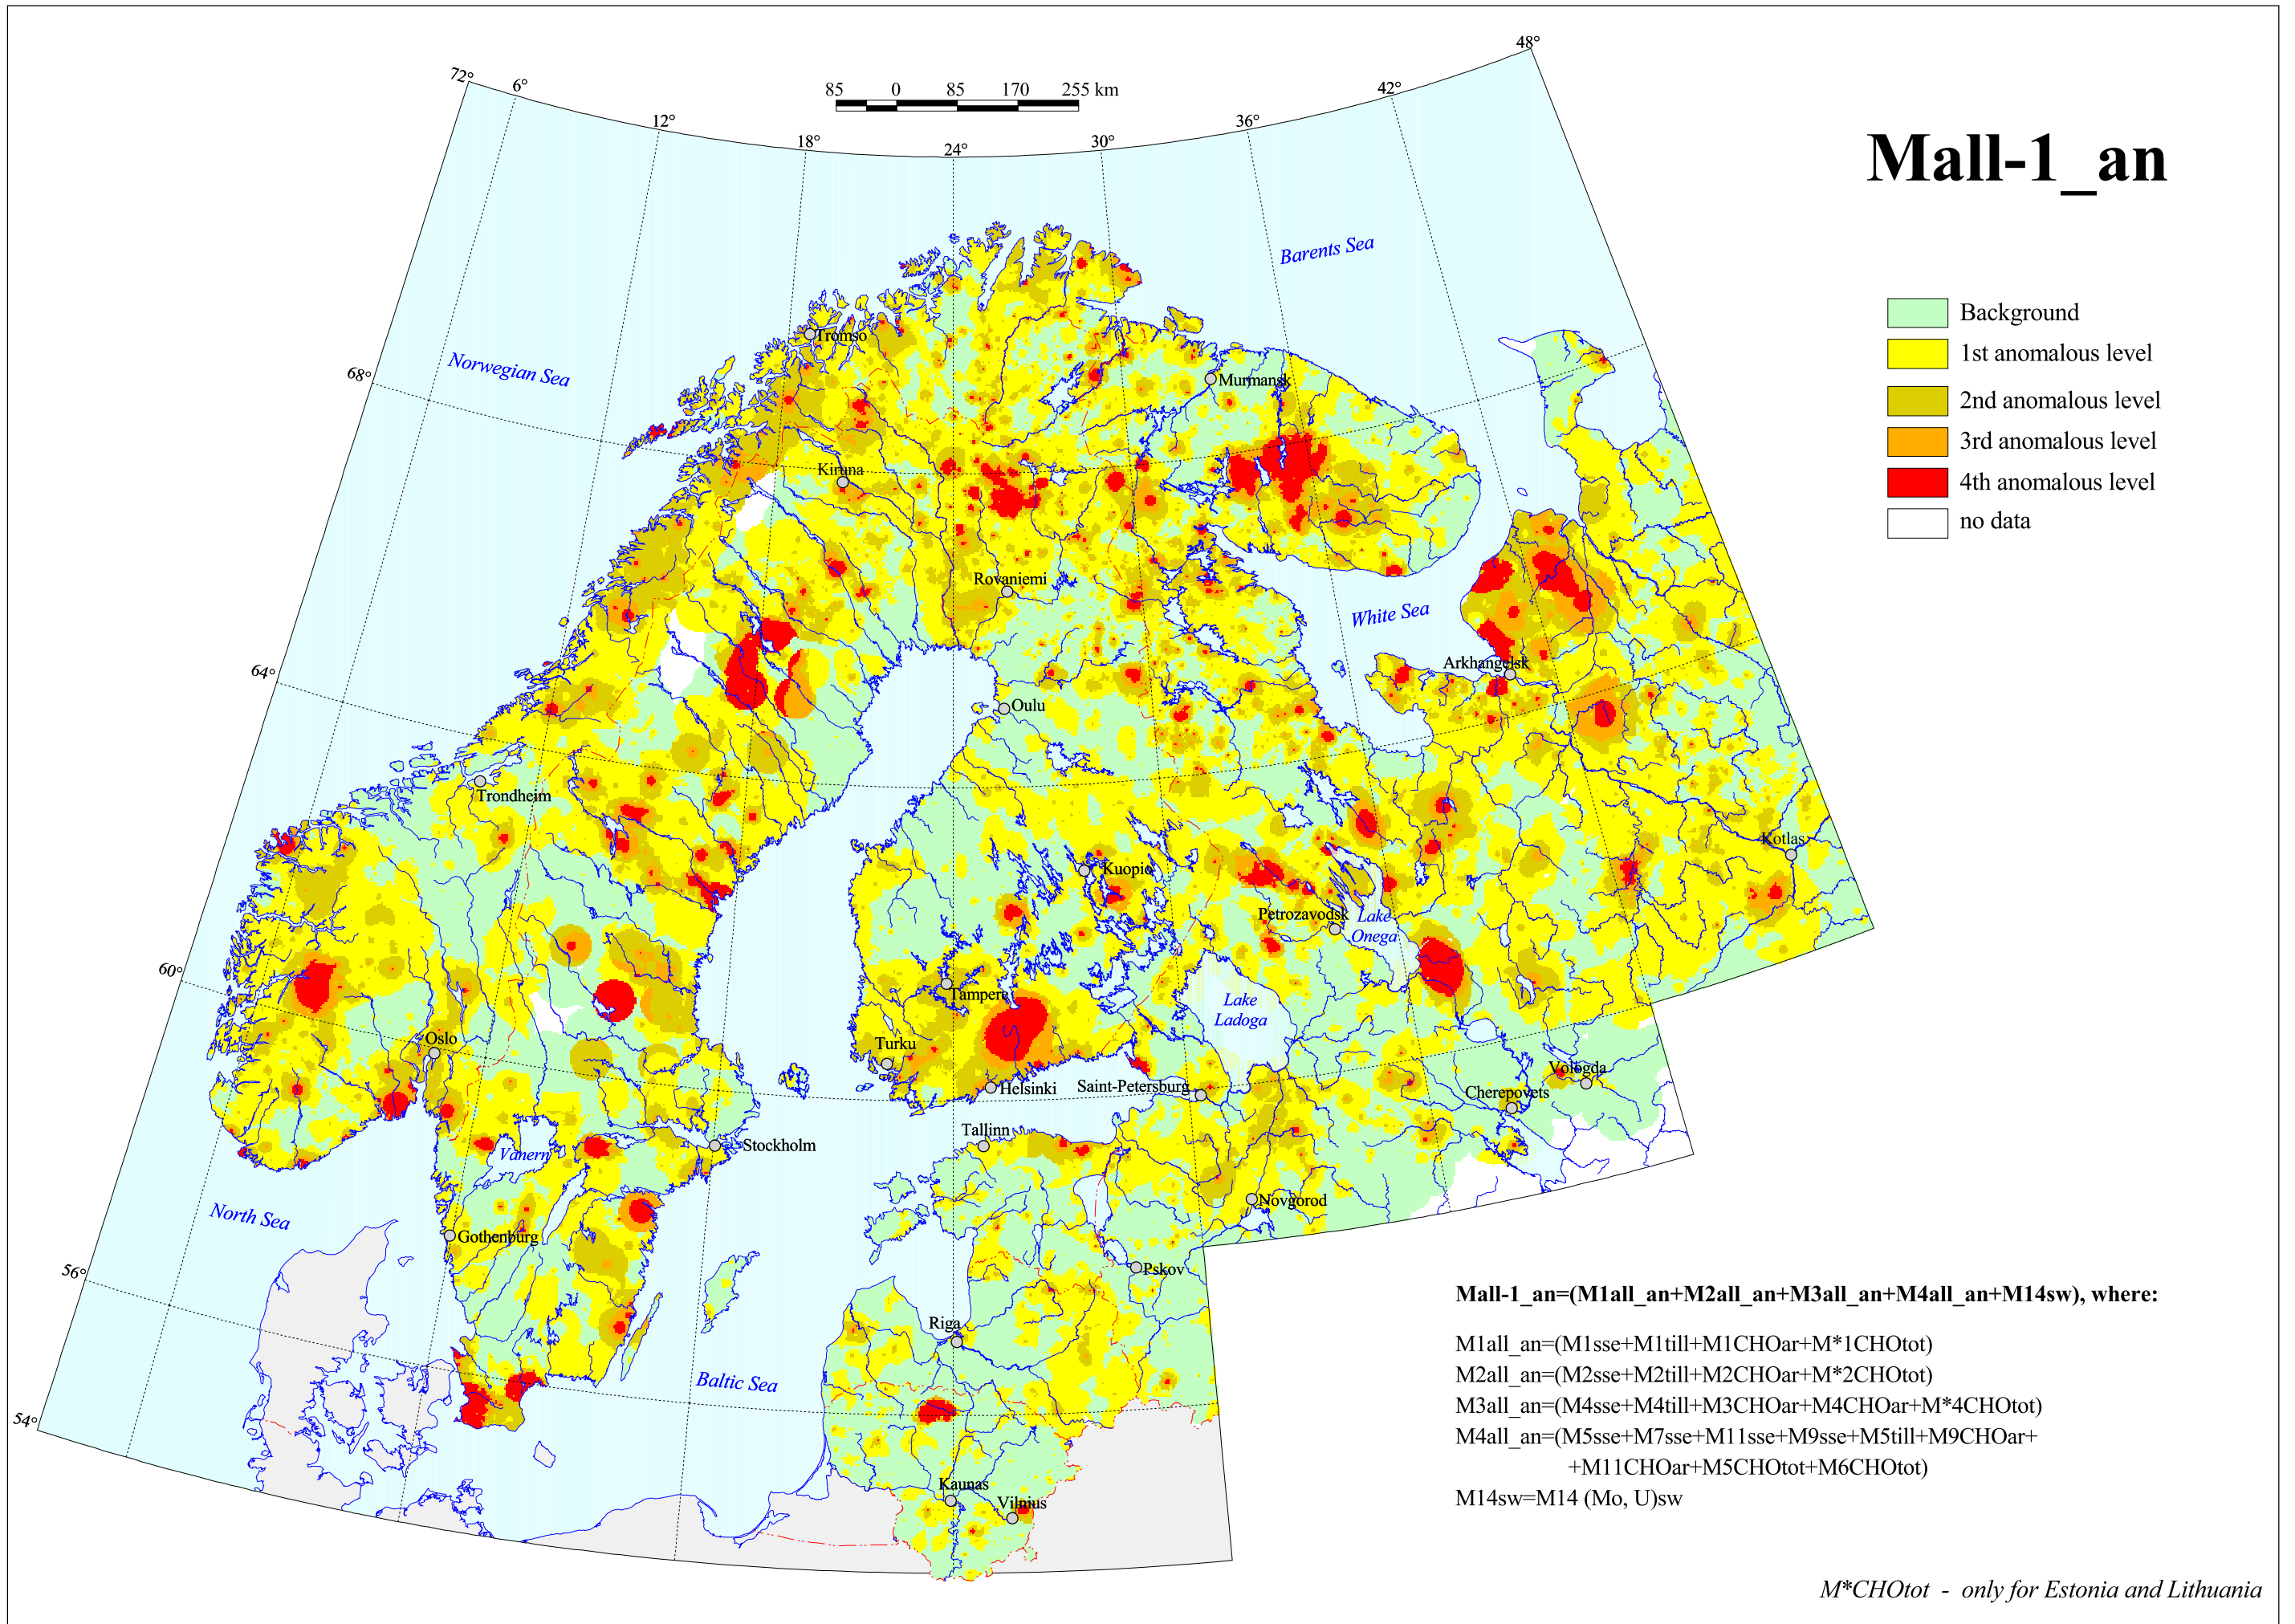 48°
72°
6°
42°
85 0 85 170 255 km
12°
36°
18°
30°
24°
Mall-1_an
Barents Sea
Background
1st anomalous level
2nd anomalous level
3rd anomalous level
4th anomalous level
no data
Tromso
Norwegian Sea
68°
Murmansk
Kiruna
Rovaniemi
White Sea
Arkhangelsk
64°
Oulu
Trondheim
Kotlas
Kuopio
Petrozavodsk
Lake
Onega
60°
Tampere
Lake
Ladoga
Oslo
Turku
Helsinki
Saint-Petersburg
Vologda
Cherepovets
Tallinn
Stockholm
Vanern
Novgorod
North Sea
Gothenburg
Pskov
56°
Riga
Baltic Sea
54°
Kaunas
Vilnius
Mall-1_an=(M1all_an+M2all_an+M3all_an+M4all_an+M14sw), where:
M1all_an=(M1sse+M1till+M1CHOar+M*1CHOtot)
M2all_an=(M2sse+M2till+M2CHOar+M*2CHOtot)
M3all_an=(M4sse+M4till+M3CHOar+M4CHOar+M*4CHOtot)
M4all_an=(M5sse+M7sse+M11sse+M9sse+M5till+M9CHOar+
+M11CHOar+M5CHOtot+M6CHOtot)
M14sw=M14 (Mo, U)sw
M*CHOtot - only for Estonia and Lithuania